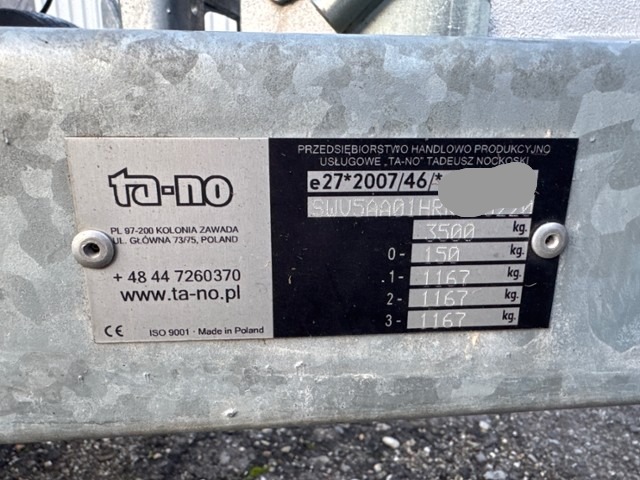 ta-no
PL 97-200 KOLONIA ZAWADA
UL. GŁÓWNA 73/75, POLAND
+ 48 44 7260370
www.ta-no.pl
CE ISO 9001 · Made in Poland
PRZEDSIĘBIORSTWO HANDLOWO PRODUKCYJNO
USŁUGOWE „TA-NO" TADEUSZ NOCKOSKI
e27*2007/46/*
3500 kg.
0- 150 kg.
.1- 1167 kg.
2- 1167 kg.
3- 1167 kg.